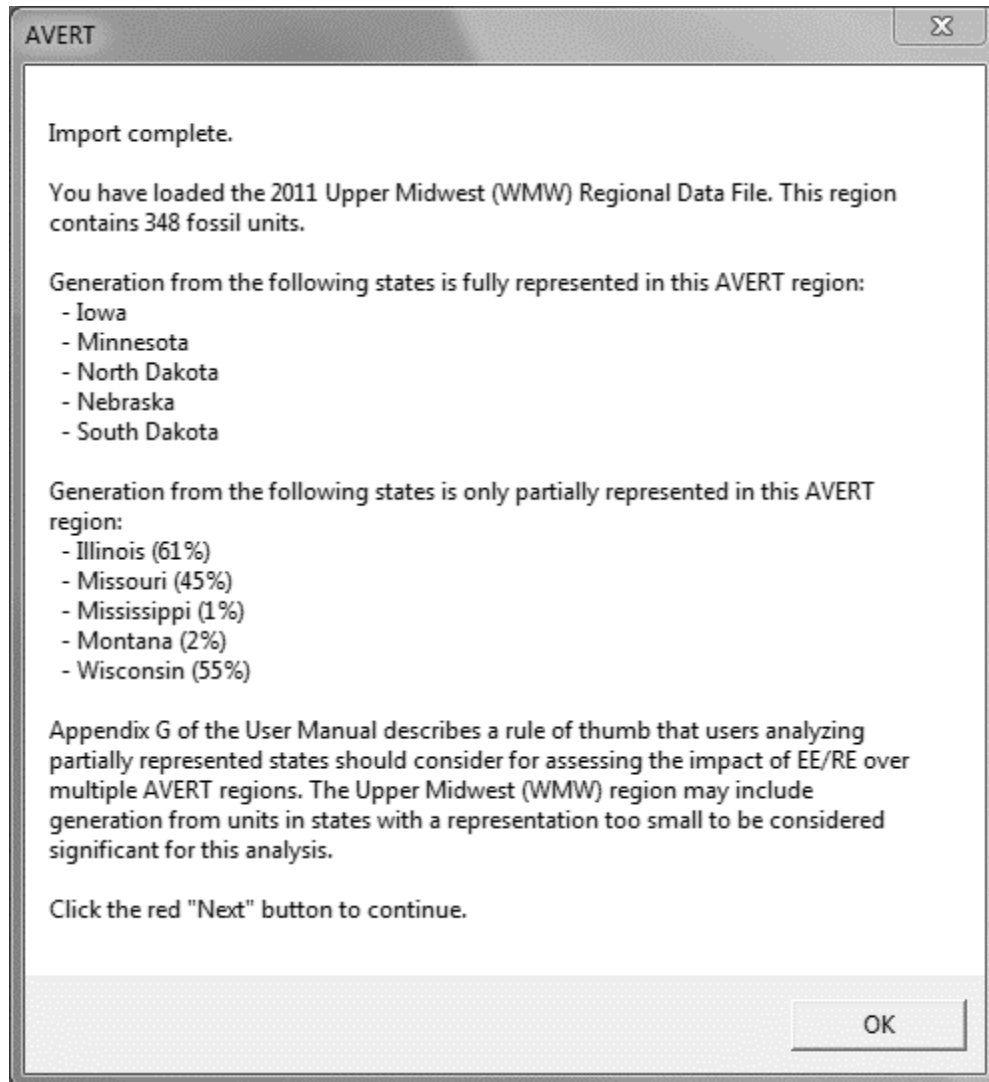 AVERT
Import complete.
You have loaded the 2011 Upper Midwest (WMW) Regional Data File. This region
contains 348 fossil units.
Generation from the following states is fully represented in this AVERT region:
- Iowa
- Minnesota
- North Dakota
- Nebraska
- South Dakota
Generation from the following states is only partially represented in this AVERT
region:
- Illinois (61%)
- Missouri (45%)
- Mississippi (1%)
- Montana (2%)
- Wisconsin (55%)
Appendix G of the User Manual describes a rule of thumb that users analyzing
partially represented states should consider for assessing the impact of EE/RE over
multiple AVERT regions. The Upper Midwest (WMW) region may include
generation from units in states with a representation too small to be considered
significant for this analysis.
Click the red "Next" button to continue.
OK